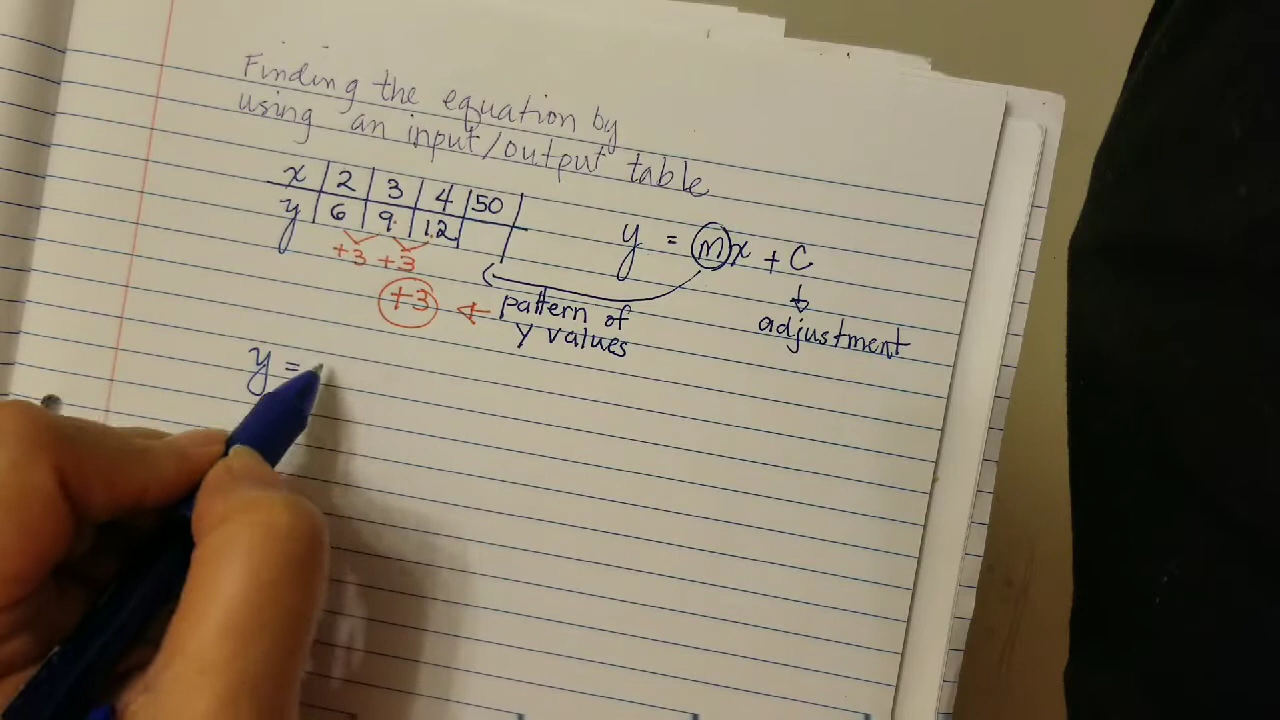 Finding the equation by
using an input/output table
x 2 3 4 50
y 6 9 12
+3 +3
+3 ← pattern of
y values
y = mx + c
↓
adjustment
y =